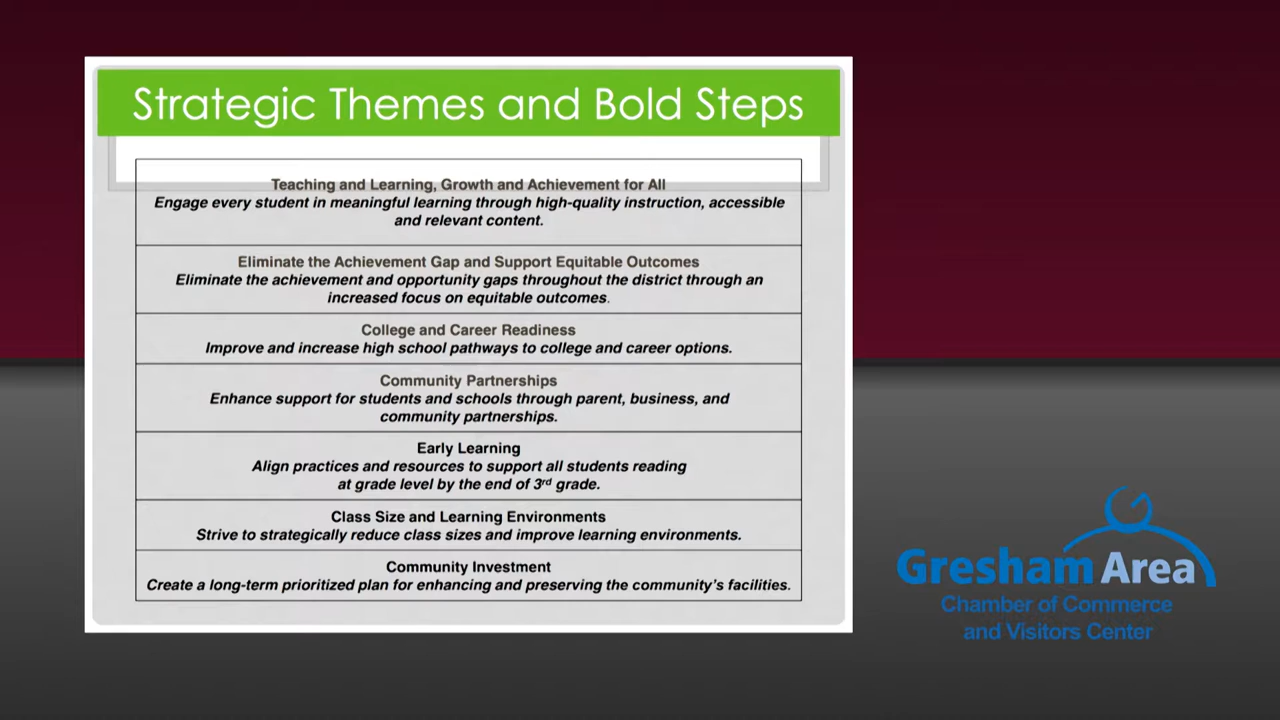 Strategic Themes and Bold Steps
Teaching and Learning, Growth and Achievement for All
Engage every student in meaningful learning through high-quality instruction, accessible
and relevant content.
Eliminate the Achievement Gap and Support Equitable Outcomes
Eliminate the achievement and opportunity gaps throughout the district through an
increased focus on equitable outcomes.
College and Career Readiness
Improve and increase high school pathways to college and career options.
Community Partnerships
Enhance support for students and schools through parent, business, and
community partnerships.
Early Learning
Align practices and resources to support all students reading
at grade level by the end of 3rd grade.
Class Size and Learning Environments
Strive to strategically reduce class sizes and improve learning environments.
Community Investment
Create a long-term prioritized plan for enhancing and preserving the community's facilities.
Gresham Area
Chamber of Commerce
and Visitors Center